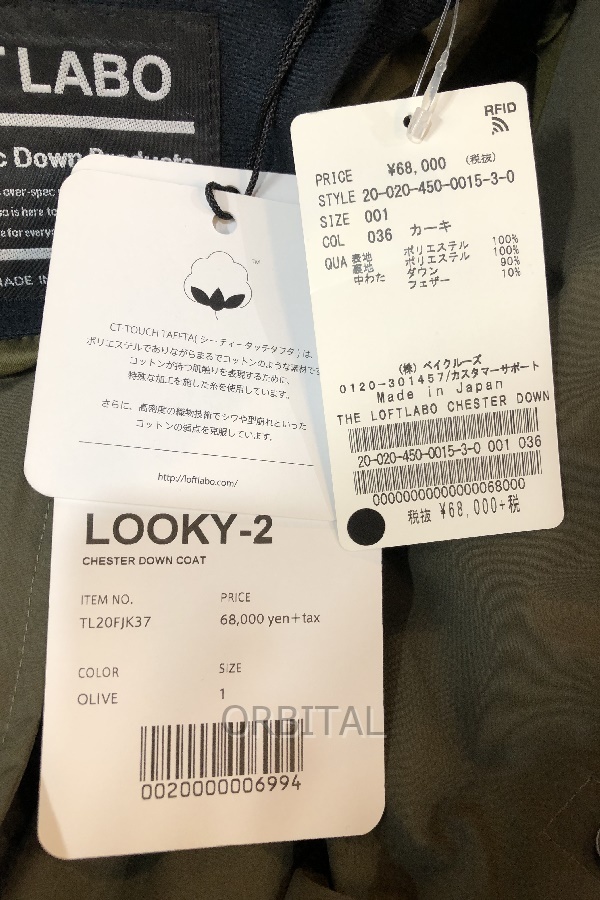 T LABO
c Down Products
over-spec
so is here to
e for everyo
MADE IN
TM
CT-TOUCH TAFFTA(シーティータッチタフタ)は、
ポリエステルでありながらまるでコットンのような素材で
コットンが持つ肌触りを表現するために、
特殊な加工を施した糸を使用しています。
さらに、高密度の織物技術でシワや型崩れといった
コットンの弱点を克服しています。
http://loftlabo.com/
RFID
PRICE ¥68,000 (税抜)
STYLE 20-020-450-0015-3-0
SIZE 001
COL 036 カーキ
QUA 表地 ポリエステル 100%
裏地 ポリエステル 100%
中わた ダウン 90%
フェザー 10%
(株) ベイクルーズ
0120-301457/カスタマーサポート
Made in Japan
THE LOFTLABO CHESTER DOWN
20-020-450-0015-3-0 001 036
00000000000000068000
税抜 ¥68,000+税
LOOKY-2
CHESTER DOWN COAT
ITEM NO. PRICE
TL20FJK37 68,000 yen+tax
COLOR SIZE
OLIVE 1
ORBITAL
0020000006994